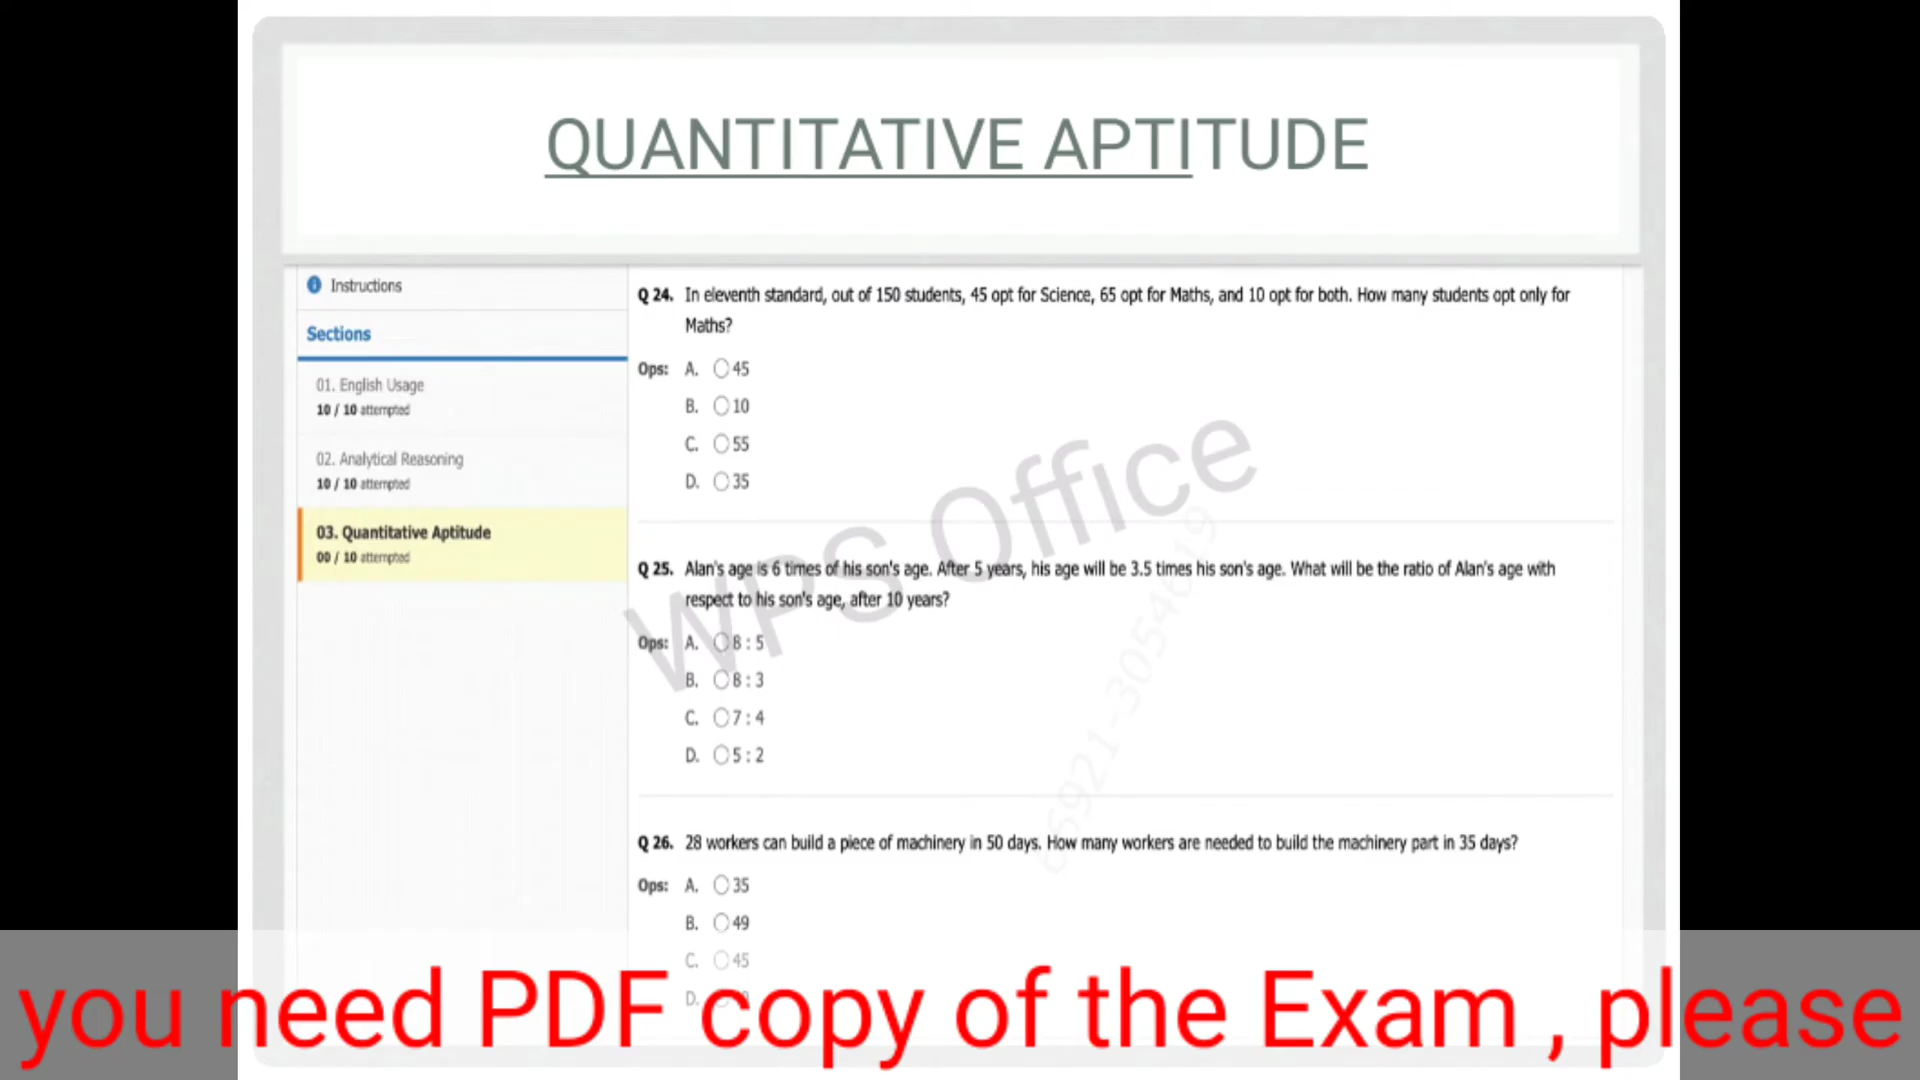 QUANTITATIVE APTITUDE
Instructions
Sections
01. English Usage
10 / 10 attempted
02. Analytical Reasoning
10 / 10 attempted
03. Quantitative Aptitude
00 / 10 attempted
Q 24. In eleventh standard, out of 150 students, 45 opt for Science, 65 opt for Maths, and 10 opt for both. How many students opt only for
Maths?
Ops: A. 45
B. 10
C. 55
D. 35
Q 25. Alan's age is 6 times of his son's age. After 5 years, his age will be 3.5 times his son's age. What will be the ratio of Alan's age with
respect to his son's age, after 10 years?
Ops: A. 8 : 5
B. 8 : 3
C. 7 : 4
D. 5 : 2
Q 26. 28 workers can build a piece of machinery in 50 days. How many workers are needed to build the machinery part in 35 days?
Ops: A. 35
B. 49
C. 45
D.
WPS Office
you need PDF copy of the Exam , please